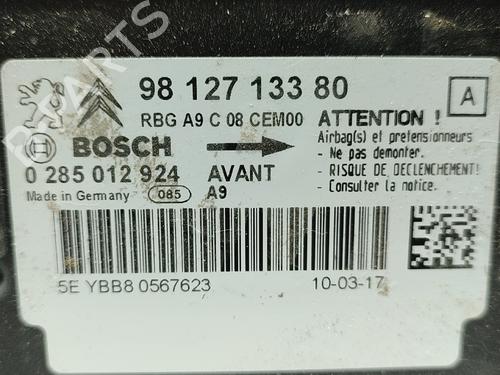 98 127 133 80
A
RBG A9 C 08 CEM00
BOSCH
0 285 012 924
AVANT
Made in Germany
085
A9
ATTENTION !
Airbag(s) et pretensionneurs
- Ne pas demonter.
- RISQUE DE DECLENCHEMENT!
- Consulter la notice.
5E YBB8 0567623
10-03-17